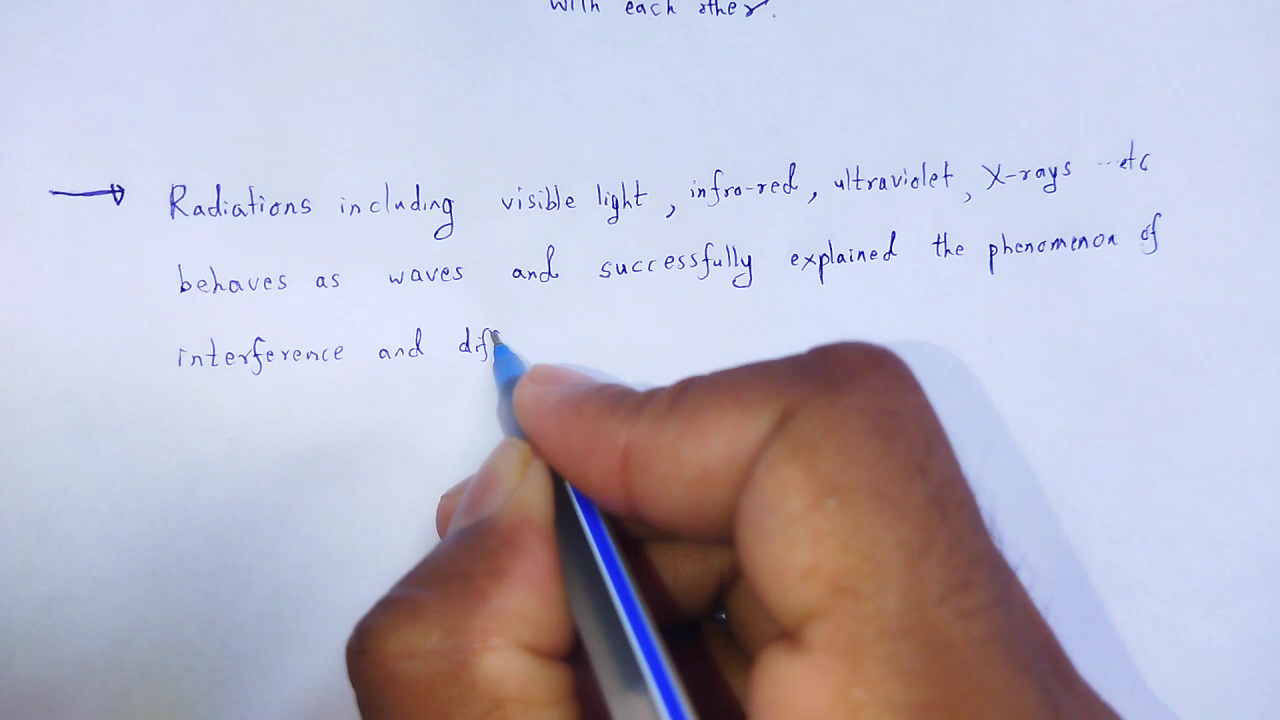 with each other.
→ Radiations including visible light, infra-red, ultraviolet, X-rays ...etc
behaves as waves and successfully explained the phenomenon of
interference and dif